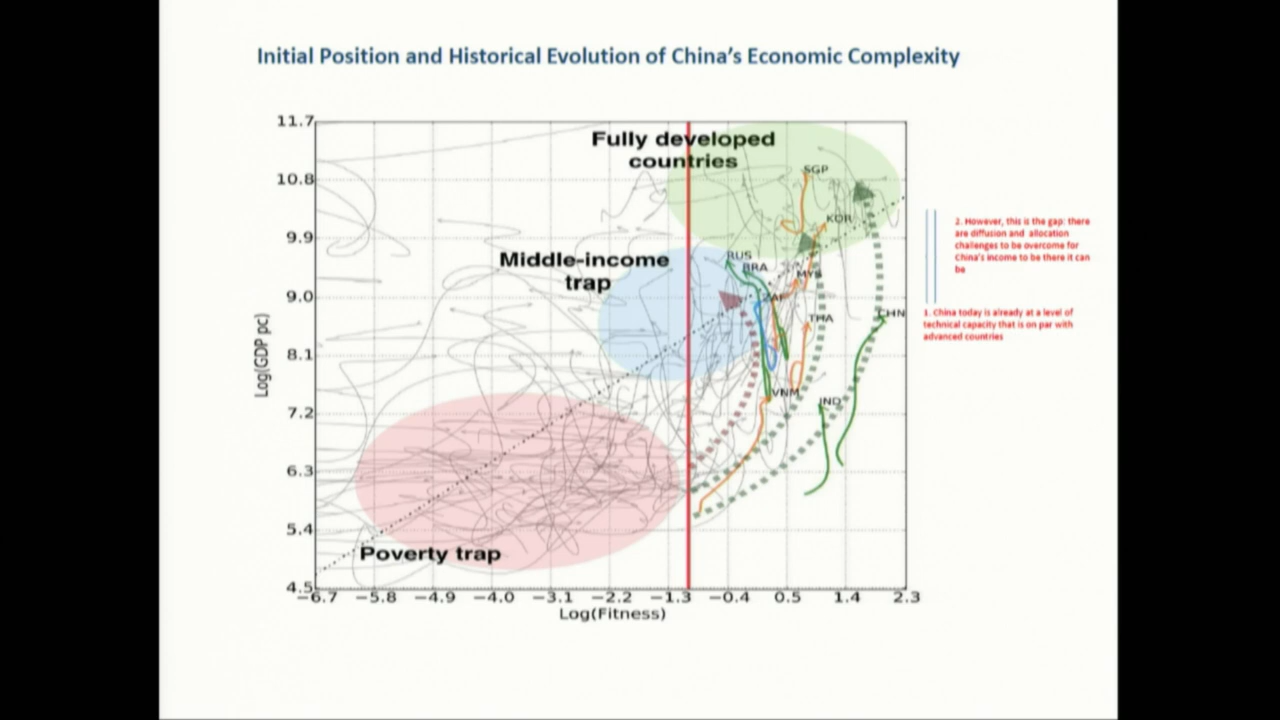 Initial Position and Historical Evolution of China's Economic Complexity
11.7
10.8
9.9
9.0
8.1
7.2
6.3
5.4
4.5
Log(GDP pc)
Fully developed
countries
Middle-income
trap
Poverty trap
SGP
KOR
RUS
BRA
MYS
ZAF
THA
CHN
VNM
IND
−6.7 −5.8 −4.9 −4.0 −3.1 −2.2 −1.3 −0.4 0.5 1.4 2.3
Log(Fitness)
2. However, this is the gap: there
are diffusion and allocation
challenges to be overcome for
China's income to be there it can
be
1. China today is already at a level of
technical capacity that is on par with
advanced countries